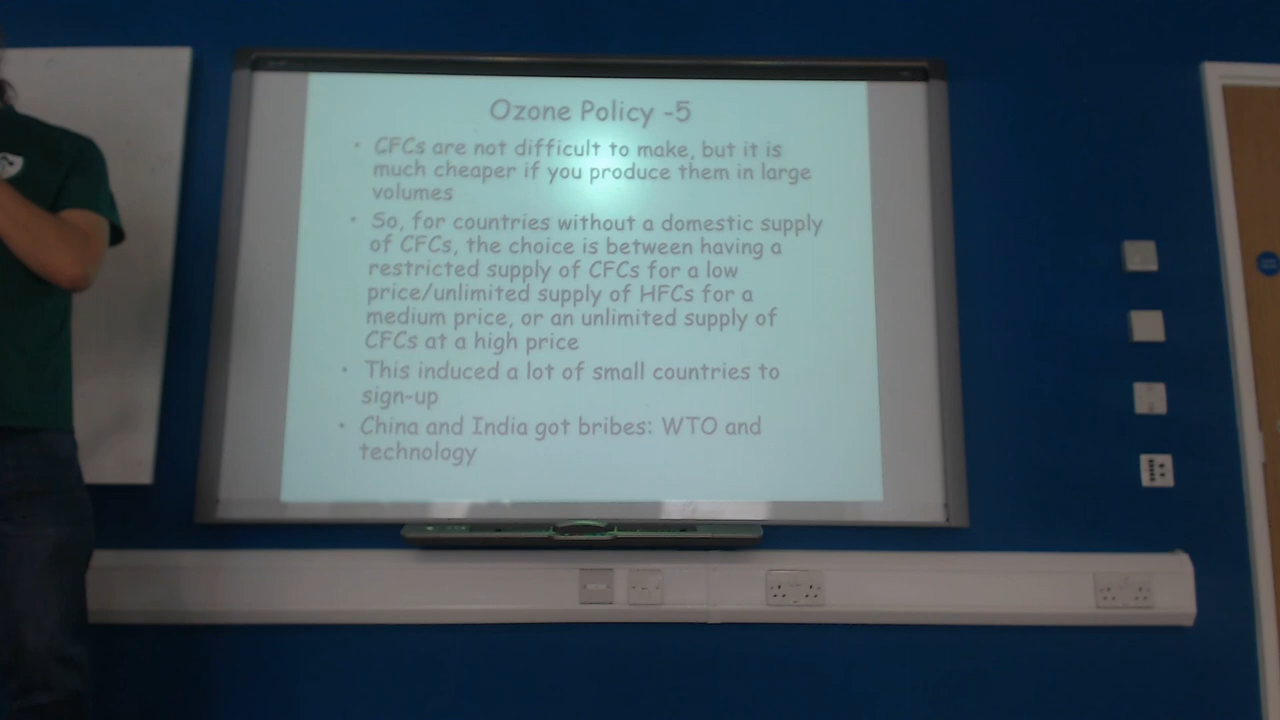 Ozone Policy -5
• CFCs are not difficult to make, but it is
much cheaper if you produce them in large
volumes
• So, for countries without a domestic supply
of CFCs, the choice is between having a
restricted supply of CFCs for a low
price/unlimited supply of HFCs for a
medium price, or an unlimited supply of
CFCs at a high price
• This induced a lot of small countries to
sign-up
• China and India got bribes: WTO and
technology